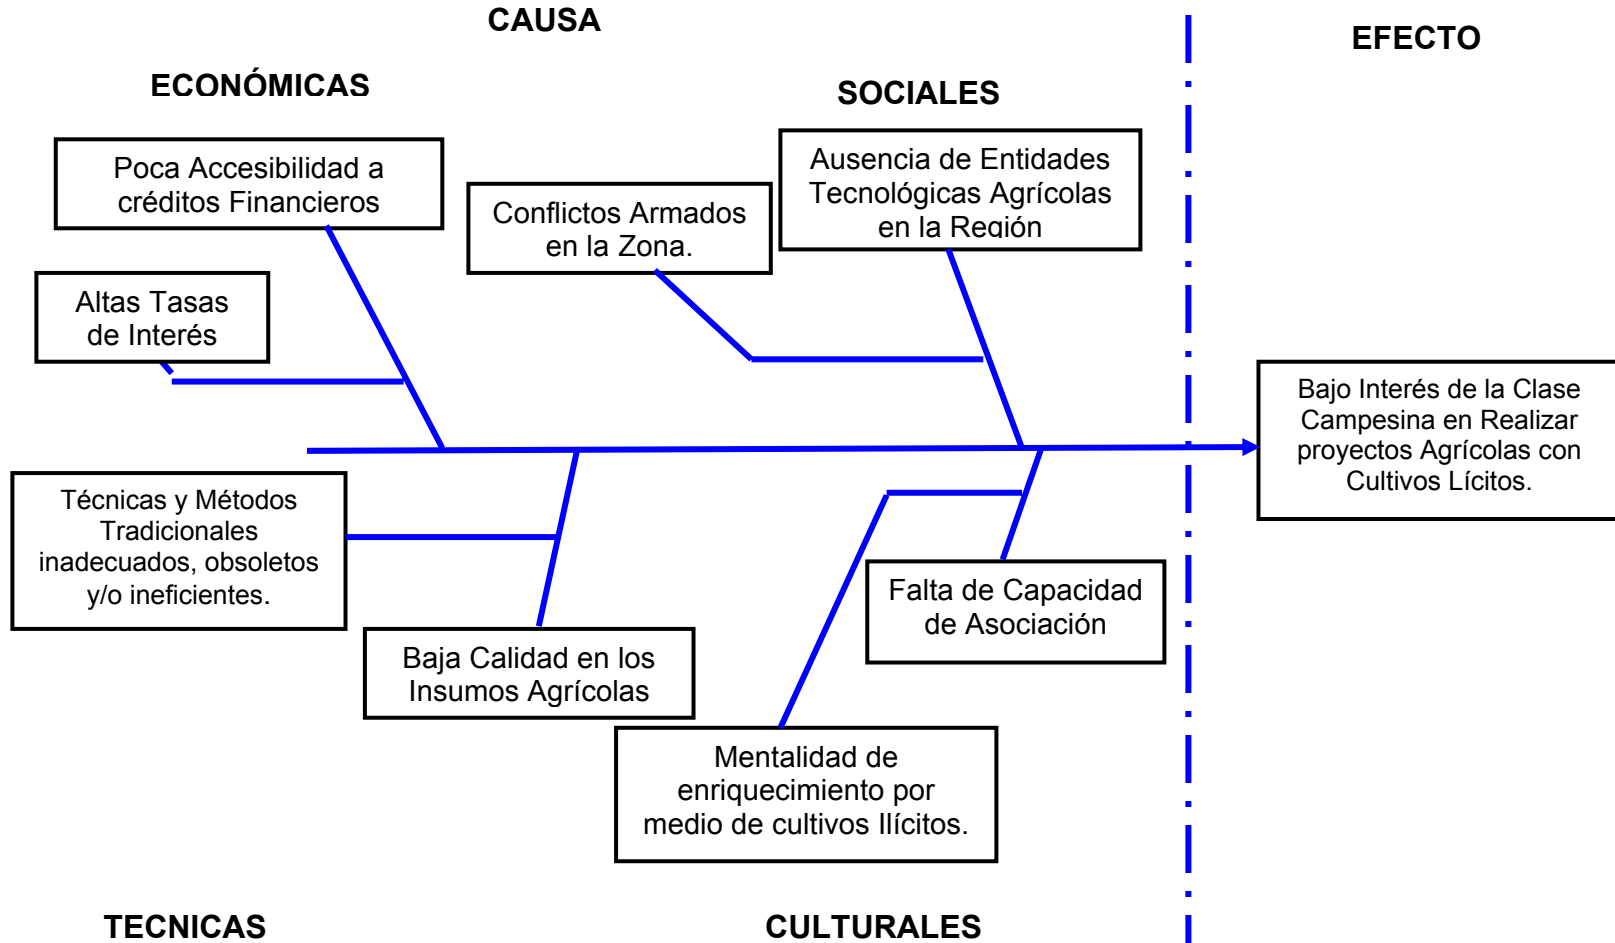 CAUSA
EFECTO
ECONÓMICAS
SOCIALES
Poca Accesibilidad a
créditos Financieros
Conflictos Armados
en la Zona.
Ausencia de Entidades
Tecnológicas Agrícolas
en la Región
Altas Tasas
de Interés
Bajo Interés de la Clase
Campesina en Realizar
proyectos Agrícolas con
Cultivos Lícitos.
Técnicas y Métodos
Tradicionales
inadecuados, obsoletos
y/o ineficientes.
Falta de Capacidad
de Asociación
Baja Calidad en los
Insumos Agrícolas
Mentalidad de
enriquecimiento por
medio de cultivos Ilícitos.
TECNICAS
CULTURALES